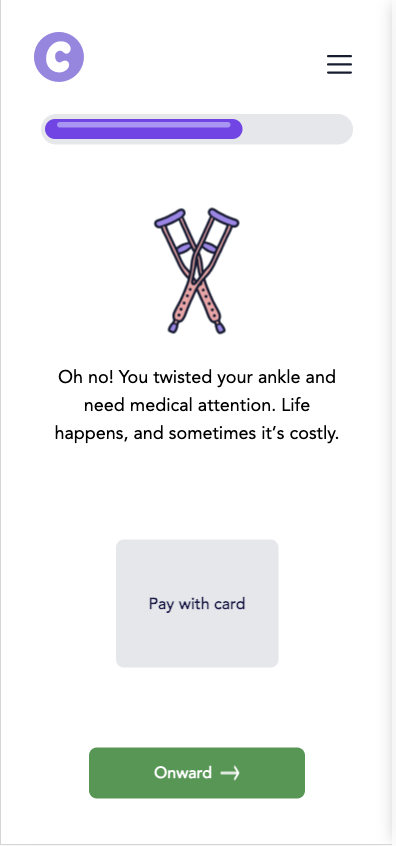 C
Oh no! You twisted your ankle and
need medical attention. Life
happens, and sometimes it’s costly.
Pay with card
Onward →